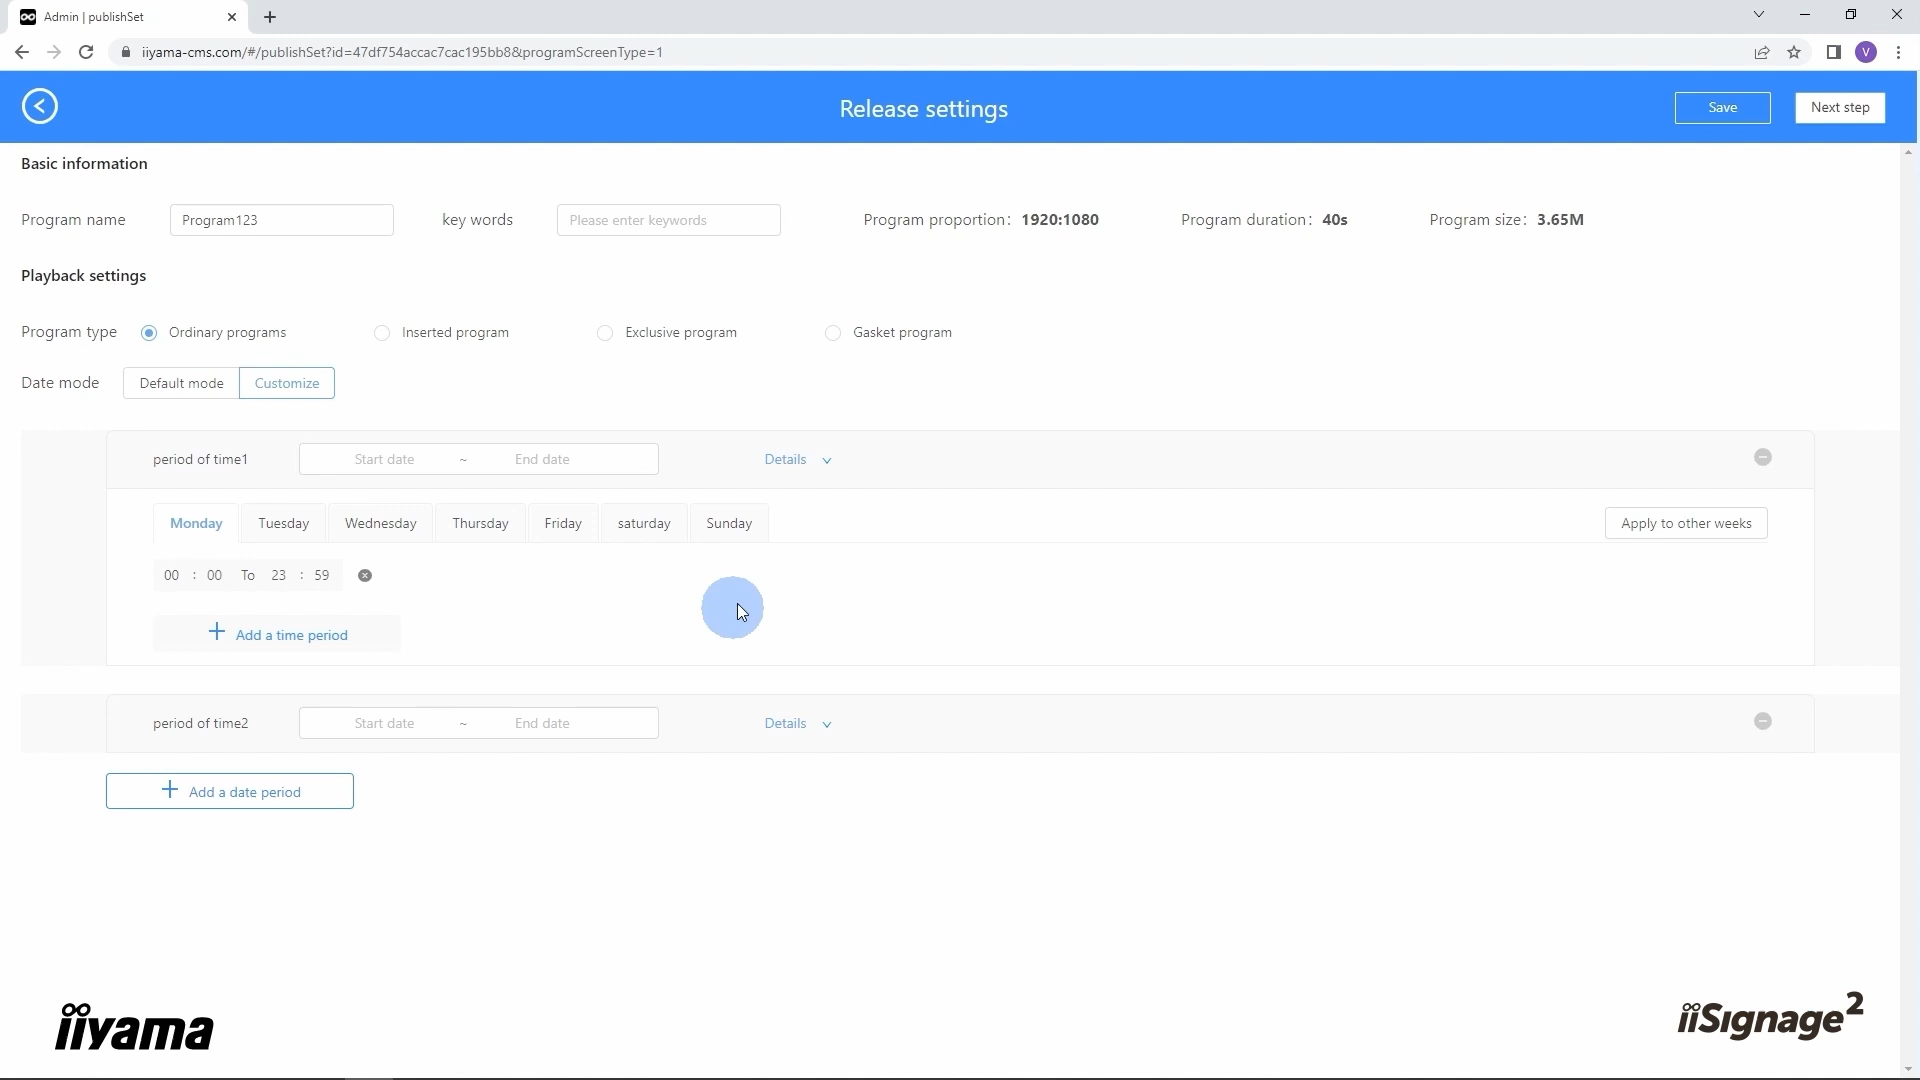 Admin | publishSet
iiyama-cms.com/#/publishSet?id=47df754accac7cac195bb8&programScreenType=1
V
Release settings
Save
Next step
Basic information
Program name
Program123
key words
Please enter keywords
Program proportion: 1920:1080
Program duration: 40s
Program size: 3.65M
Playback settings
Program type
Ordinary programs
Inserted program
Exclusive program
Gasket program
Date mode
Default mode
Customize
period of time1
Start date ~ End date
Details
Monday
Tuesday
Wednesday
Thursday
Friday
saturday
Sunday
Apply to other weeks
00 : 00 To 23 : 59
Add a time period
period of time2
Start date ~ End date
Details
Add a date period
iiyama
iiSignage2